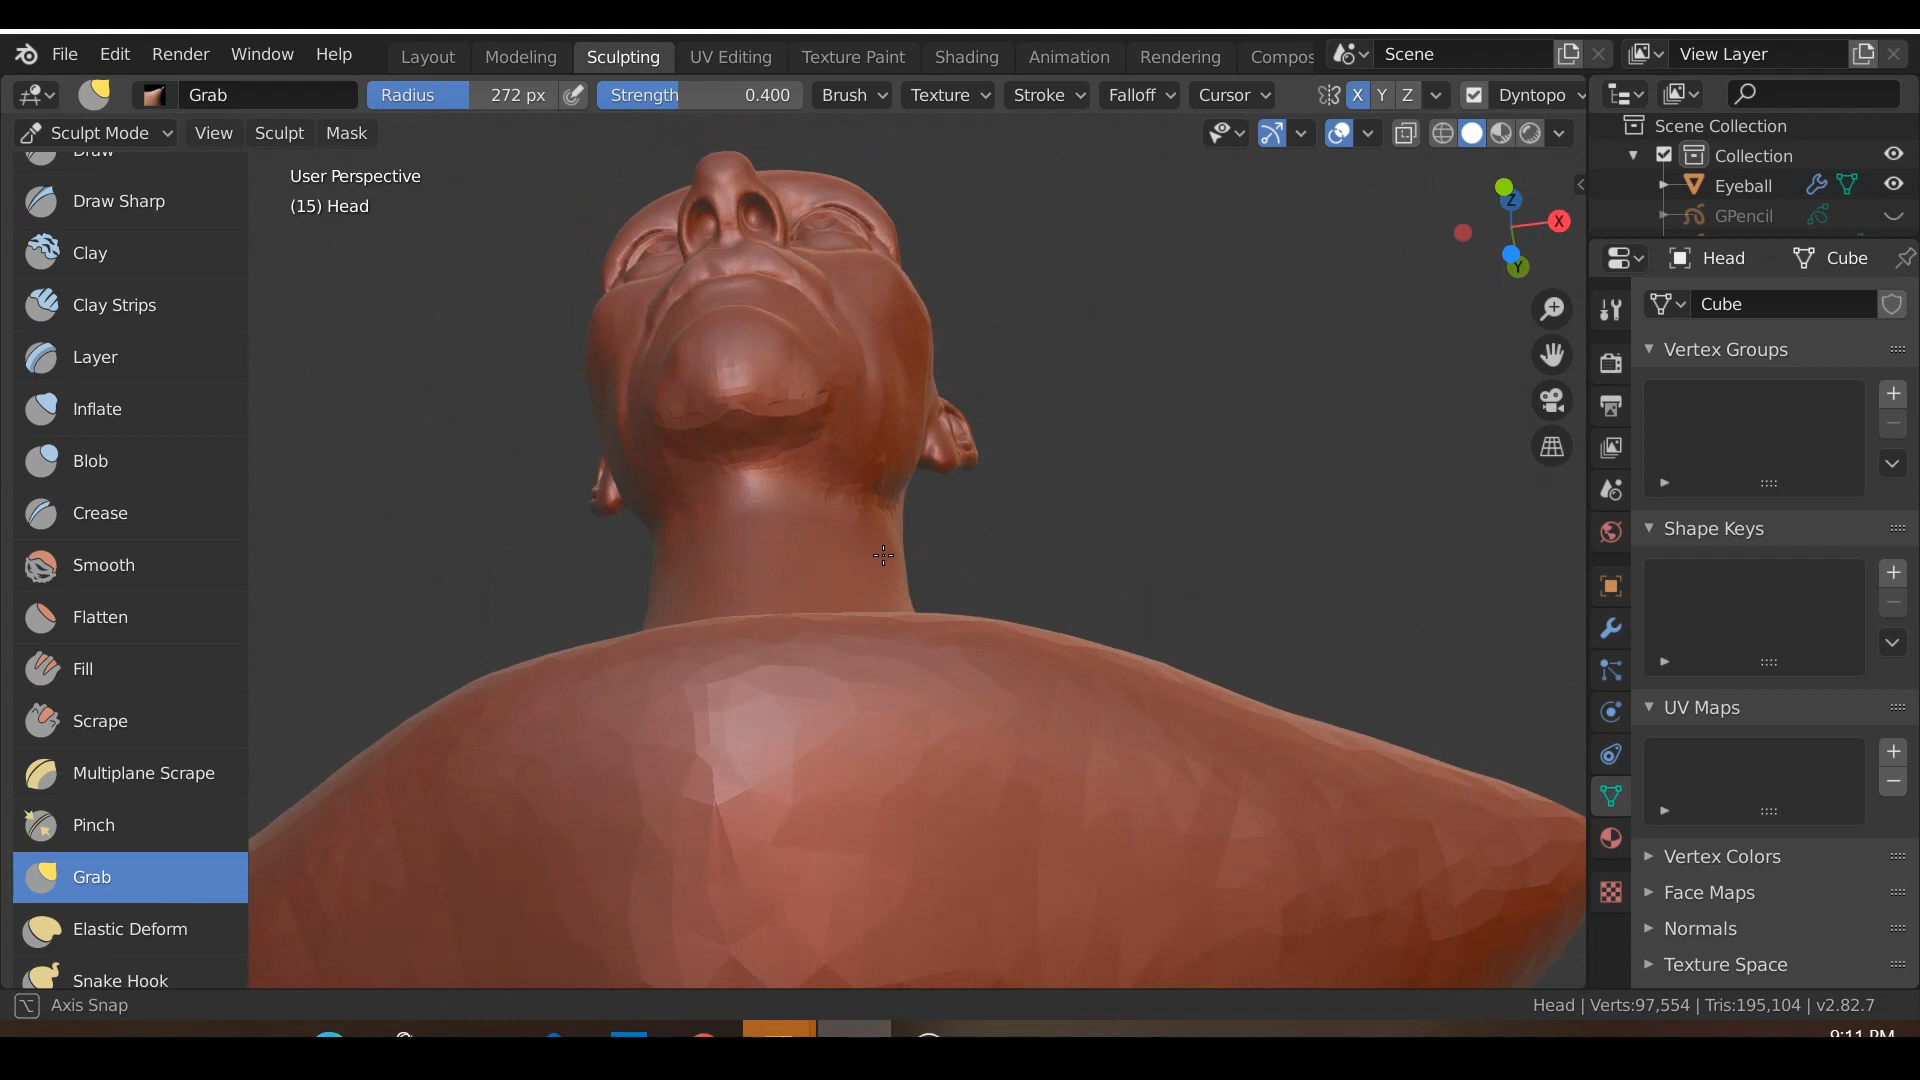 File Edit Render Window Help Layout Modeling Sculpting UV Editing Texture Paint Shading Animation Rendering Compos Scene View Layer
Grab Radius 272 px Strength 0.400 Brush Texture Stroke Falloff Cursor X Y Z Dyntopo
Sculpt Mode View Sculpt Mask
Scene Collection
Collection
Eyeball
GPencil
Draw
Draw Sharp
Clay
Clay Strips
Layer
Inflate
Blob
Crease
Smooth
Flatten
Fill
Scrape
Multiplane Scrape
Pinch
Grab
Elastic Deform
Snake Hook
User Perspective
(15) Head
Z
X
Y
Head Cube
Cube
Vertex Groups
Shape Keys
UV Maps
Vertex Colors
Face Maps
Normals
Texture Space
Axis Snap
Head | Verts:97,554 | Tris:195,104 | v2.82.7
9:11 PM